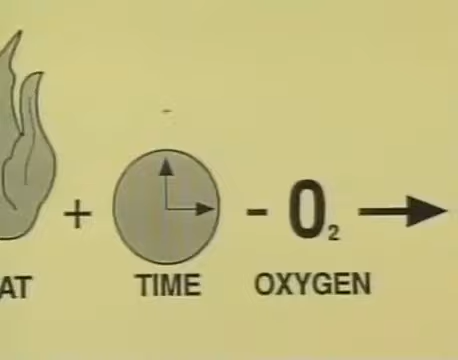 + - O₂
AT TIME OXYGEN